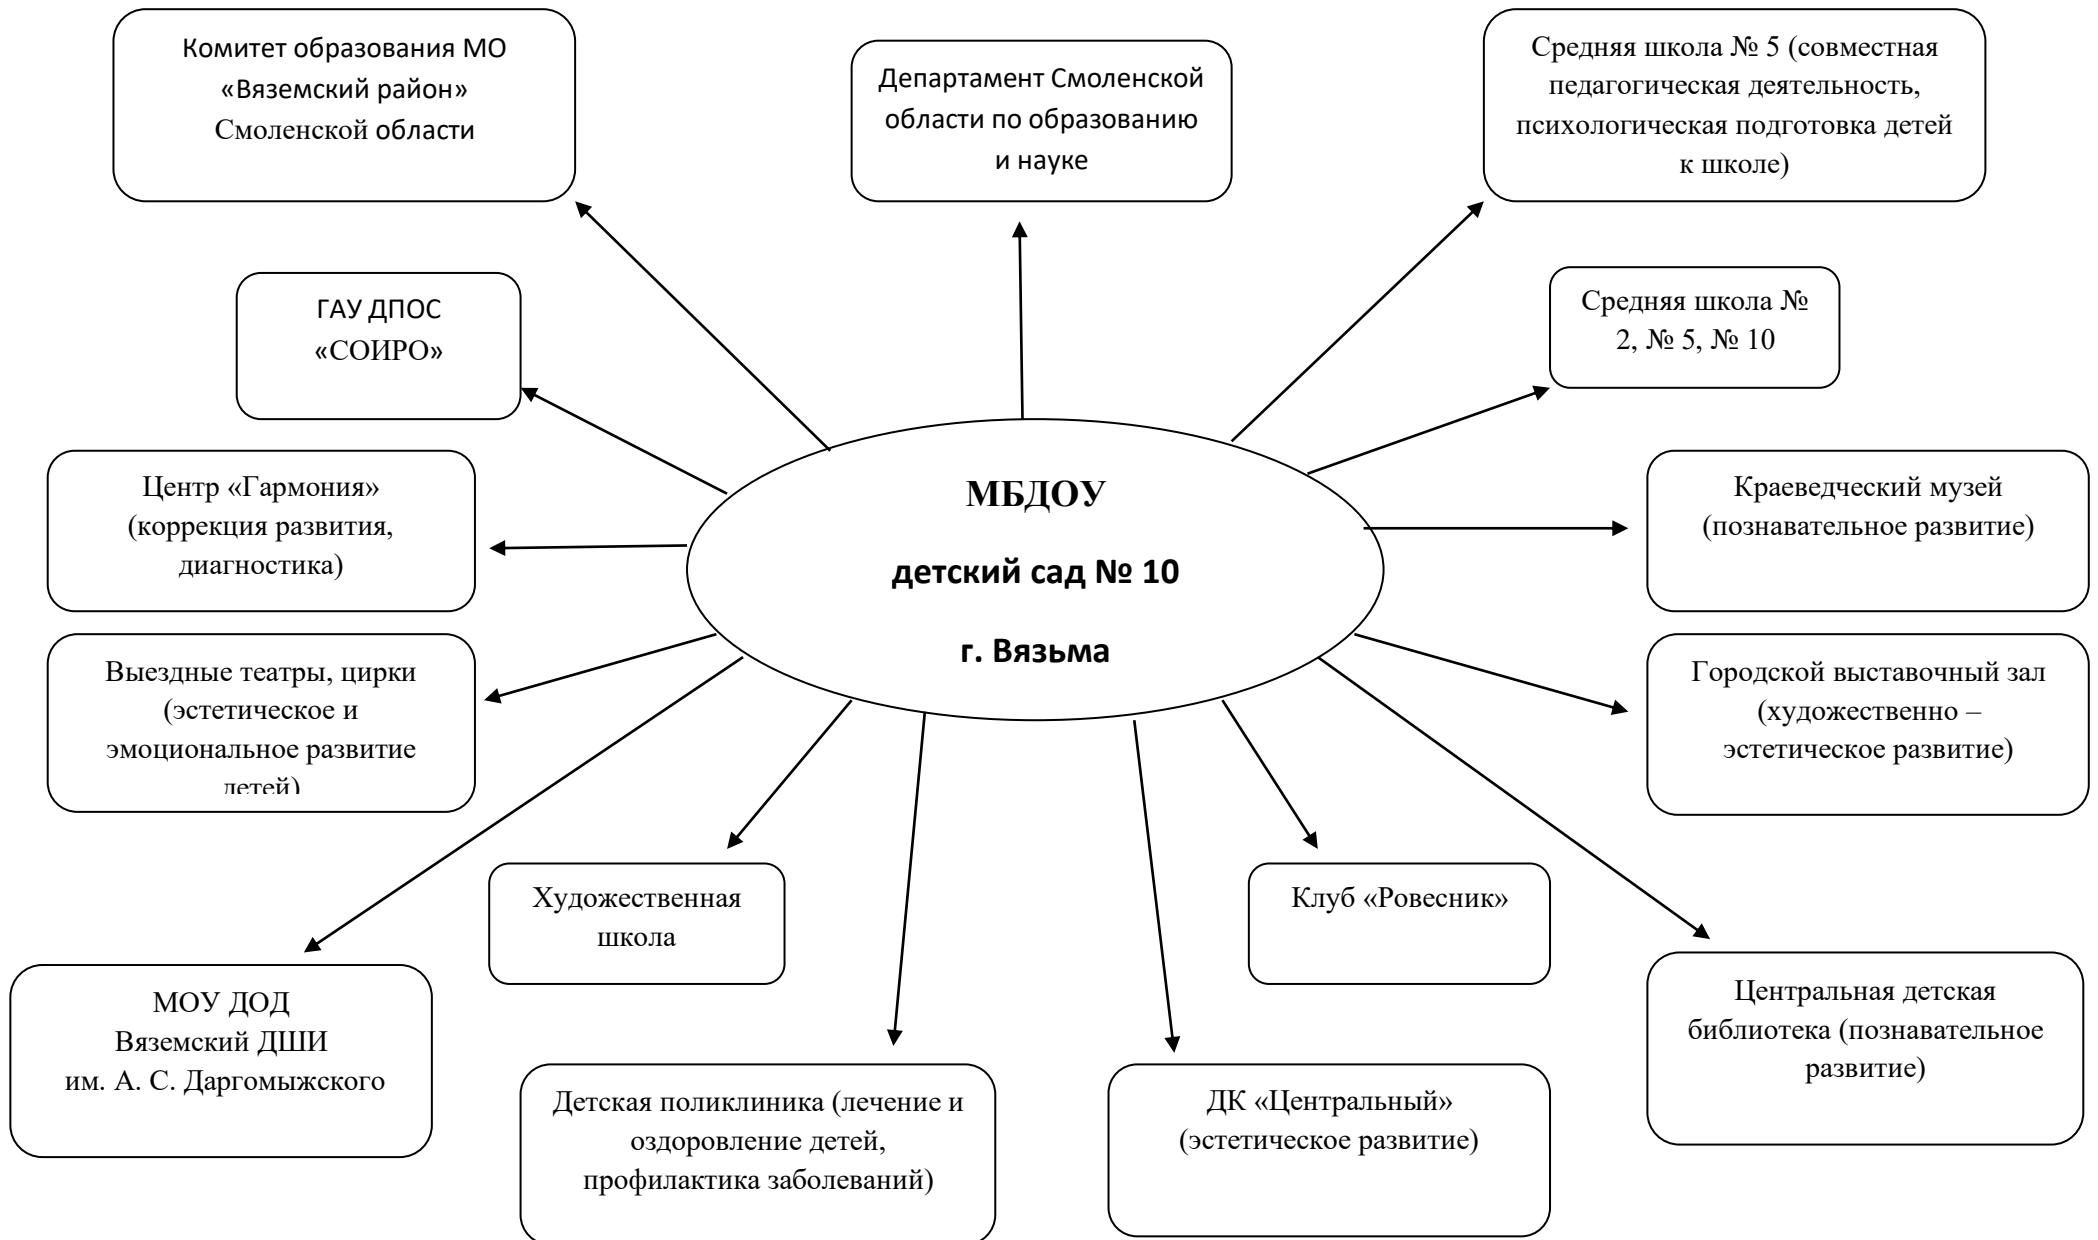 Комитет образования МО
«Вяземский район»
Смоленской области
Департамент Смоленской
области по образованию
и науке
Средняя школа № 5 (совместная
педагогическая деятельность,
психологическая подготовка детей
к школе)
ГАУ ДПОС
«СОИРО»
Средняя школа №
2, № 5, № 10
Центр «Гармония»
(коррекция развития,
диагностика)
МБДОУ
детский сад № 10
г. Вязьма
Краеведческий музей
(познавательное развитие)
Выездные театры, цирки
(эстетическое и
эмоциональное развитие
детей)
Городской выставочный зал
(художественно –
эстетическое развитие)
Художественная
школа
Клуб «Ровесник»
МОУ ДОД
Вяземский ДШИ
им. А. С. Даргомыжского
Центральная детская
библиотека (познавательное
развитие)
Детская поликлиника (лечение и
оздоровление детей,
профилактика заболеваний)
ДК «Центральный»
(эстетическое развитие)